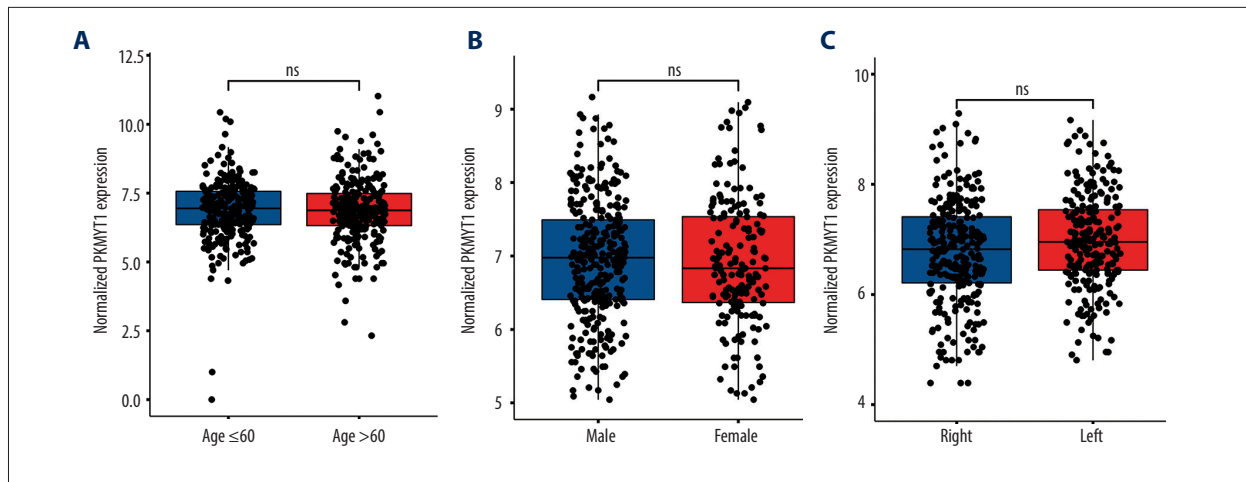 A
Normalized PKMYT1 expression
12.5
10.0
7.5
5.0
2.5
0.0
ns
Age ≤60
Age >60
B
Normalized PKMYT1 expression
9
8
7
6
5
ns
Male
Female
C
Normalized PKMYT1 expression
10
8
6
4
ns
Right
Left